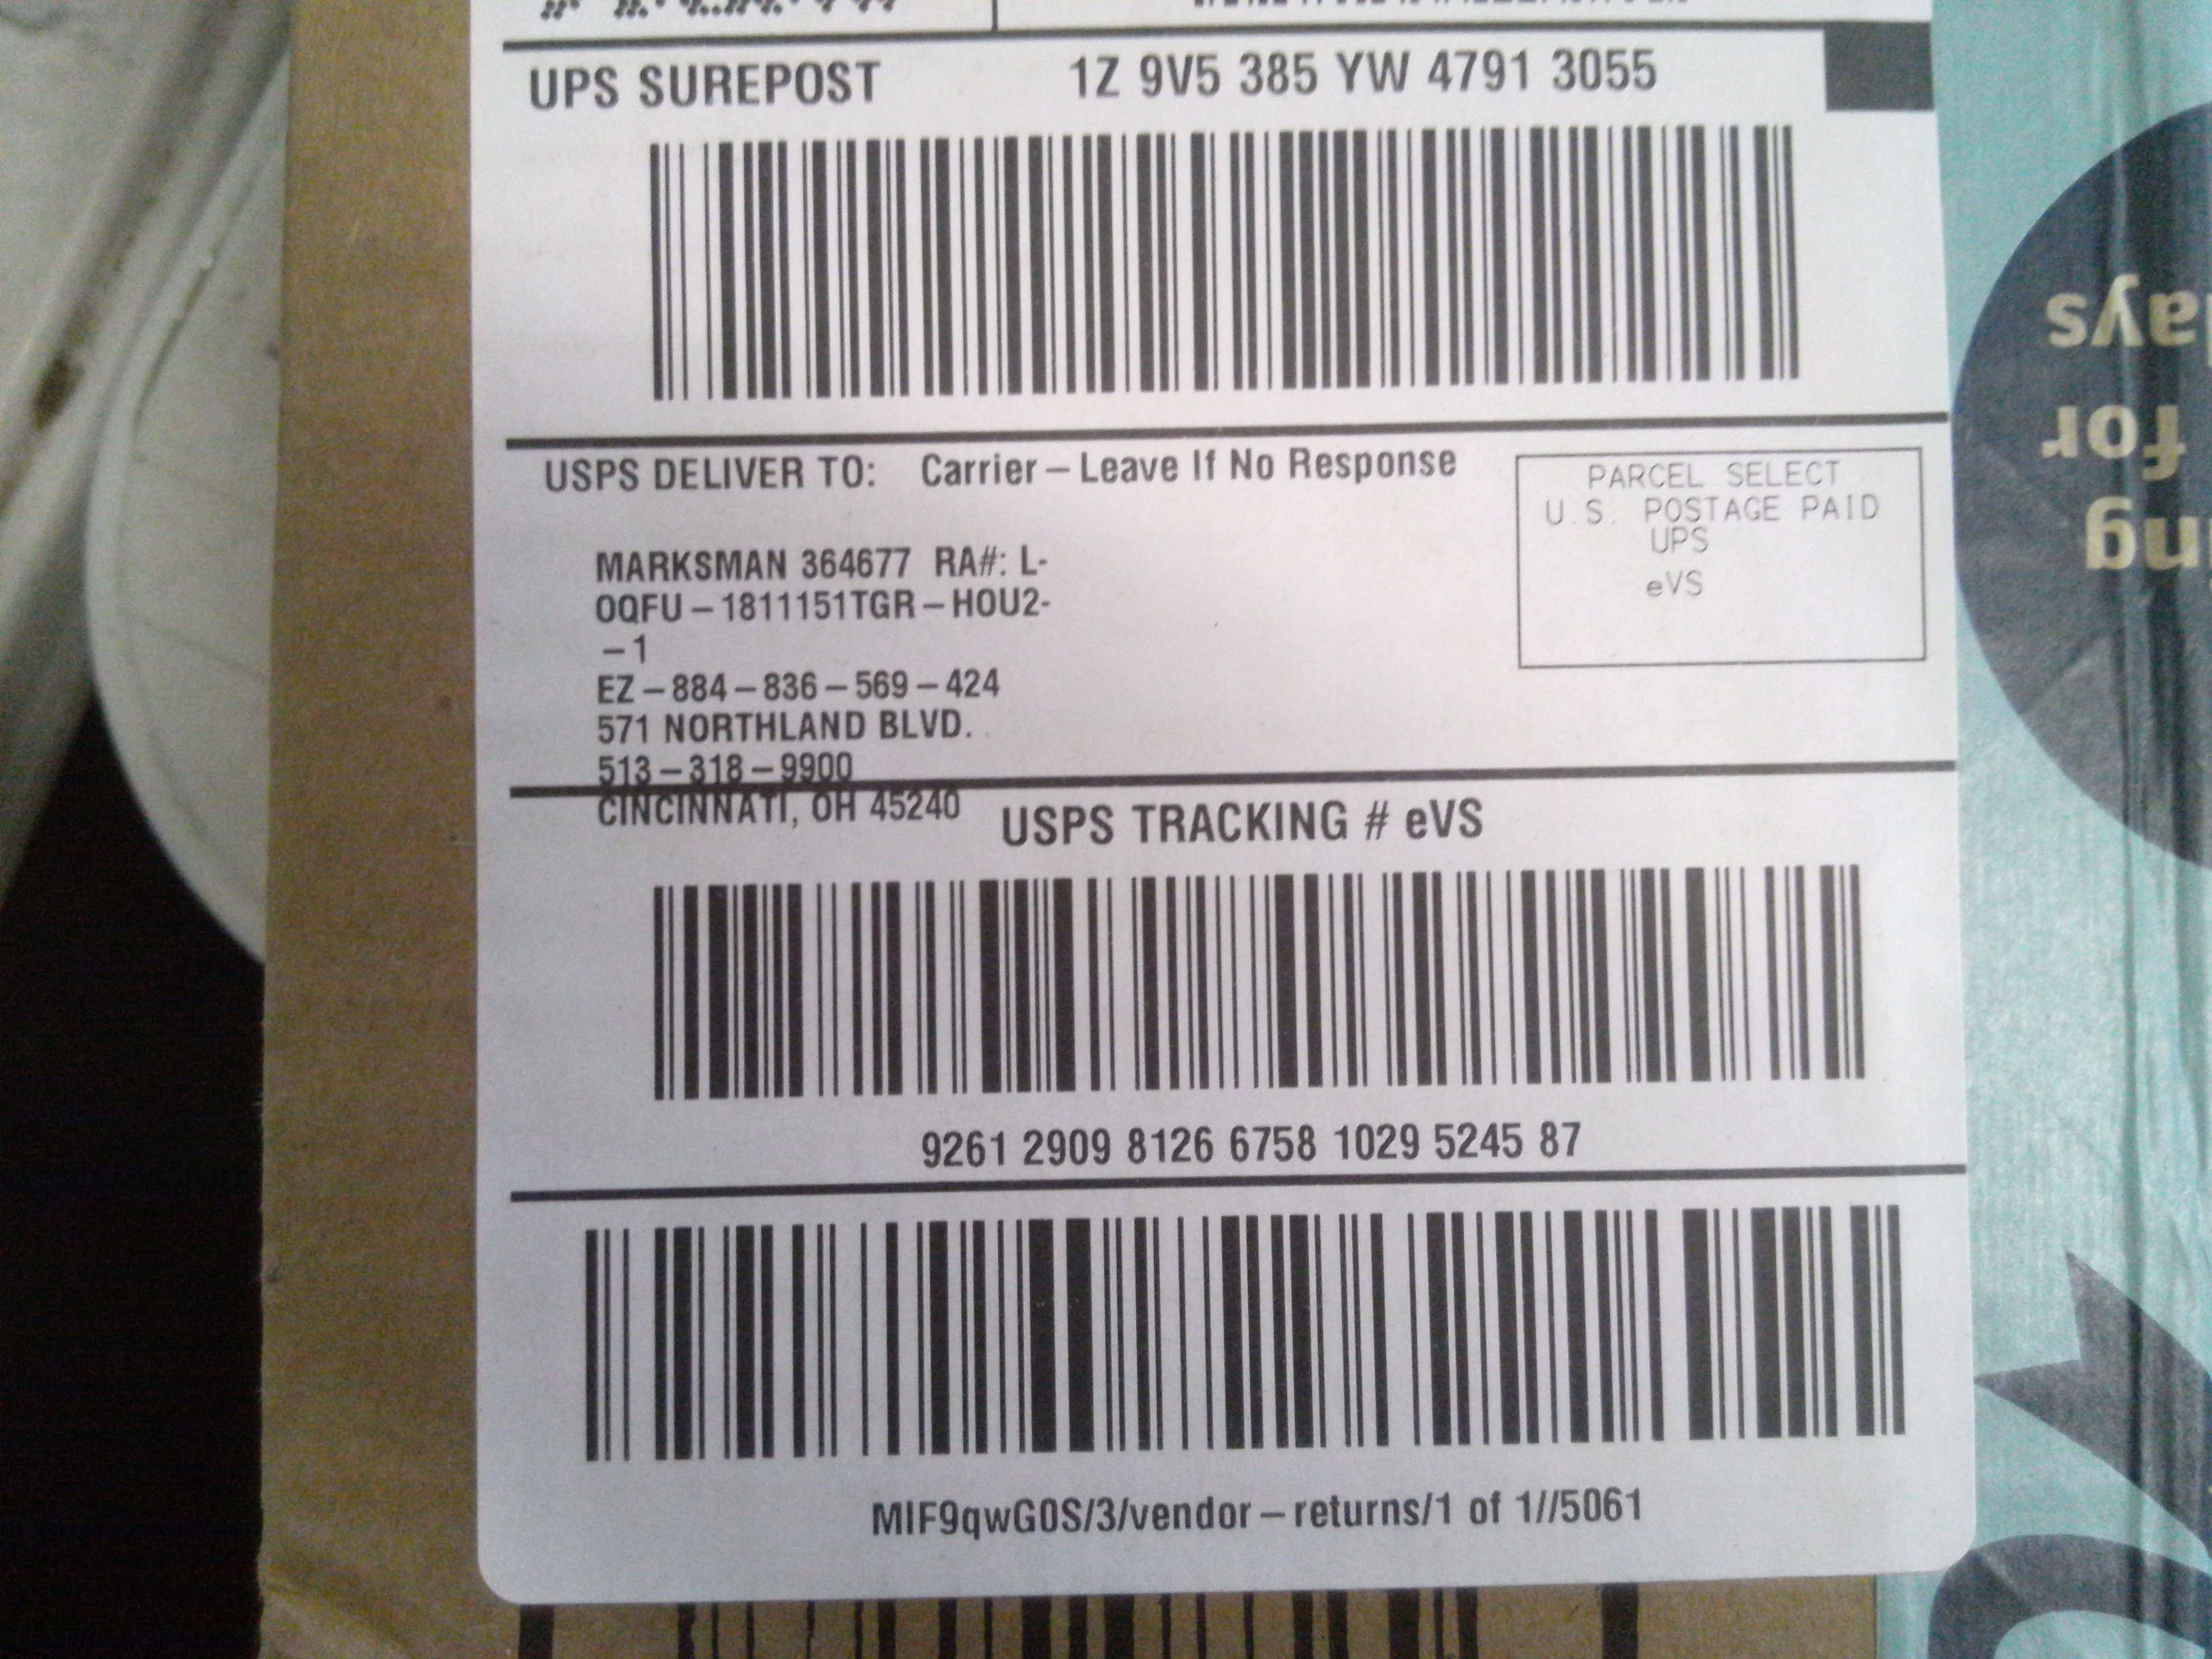 UPS SUREPOST 1Z 9V5 385 YW 4791 3055
USPS DELIVER TO: Carrier – Leave If No Response
PARCEL SELECT
U.S. POSTAGE PAID
UPS
eVS
MARKSMAN 364677 RA#: L-
OQFU – 1811151TGR – HOU2-
– 1
EZ – 884 – 836 – 569 – 424
571 NORTHLAND BLVD.
513 – 318 – 9900
CINCINNATI, OH 45240
USPS TRACKING # eVS
9261 2909 8126 6758 1029 5245 87
MIF9qwG0S/3/vendor – returns/1 of 1//5061
for